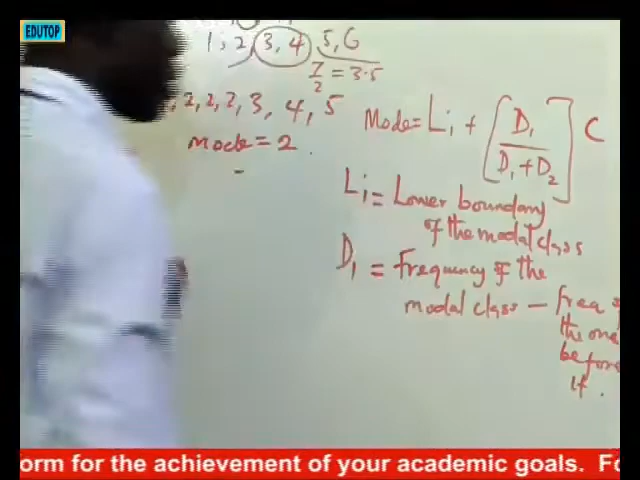 EDUTOP
1, 2, 3, 4, 5, 6
7/2 = 3.5
, 2, 2, 2, 3, 4, 5
mode = 2
Mode = L₁ + [D₁/(D₁ + D₂)] C
L₁ = Lower boundary
of the modal class
D₁ = Frequency of the
modal class – freq
the one
before
it.
orm for the achievement of your academic goals. Fo